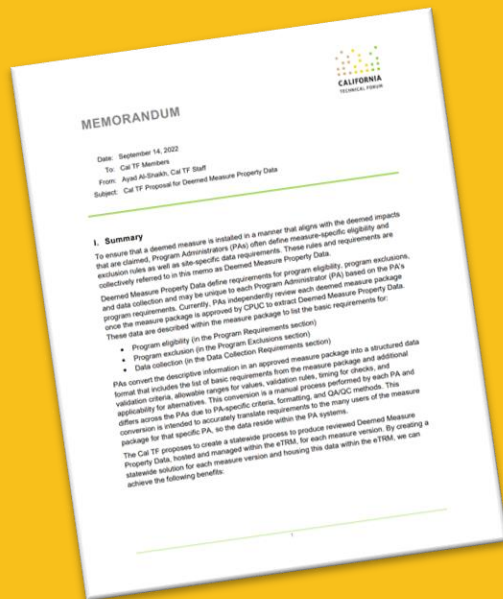 CALIFORNIA
TECHNICAL FORUM
MEMORANDUM
Date: September 14, 2022
To: Cal TF Members
From: Ayad Al-Shaikh, Cal TF Staff
Subject: Cal TF Proposal for Deemed Measure Property Data
I. Summary
To ensure that a deemed measure is installed in a manner that aligns with the deemed impacts
that are claimed, Program Administrators (PAs) often define measure-specific eligibility and
exclusion rules as well as site-specific data requirements. These rules and requirements are
collectively referred to in this memo as Deemed Measure Property Data.
Deemed Measure Property Data define requirements for program eligibility, program exclusions,
and data collection and may be unique to each Program Administrator (PA) based on the PA's
program requirements. Currently, PAs independently review each deemed measure package
once the measure package is approved by CPUC to extract Deemed Measure Property Data.
These data are described within the measure package to list the basic requirements for:
• Program eligibility (in the Program Requirements section)
• Program exclusion (in the Program Exclusions section)
• Data collection (in the Data Collection Requirements section)
PAs convert the descriptive information in an approved measure package into a structured data
format that includes the list of basic requirements from the measure package and additional
validation criteria, allowable ranges for values, validation rules, timing for checks, and
applicability for alternatives. This conversion is a manual process performed by each PA and
differs across the PAs due to PA-specific criteria, formatting, and QA/QC methods. This
conversion is intended to accurately translate requirements to the many users of the measure
package for that specific PA, so the data reside within the PA systems.
The Cal TF proposes to create a statewide process to produce reviewed Deemed Measure
Property Data, hosted and managed within the eTRM, for each measure version. By creating a
statewide solution for each measure version and housing this data within the eTRM, we can
achieve the following benefits:
1